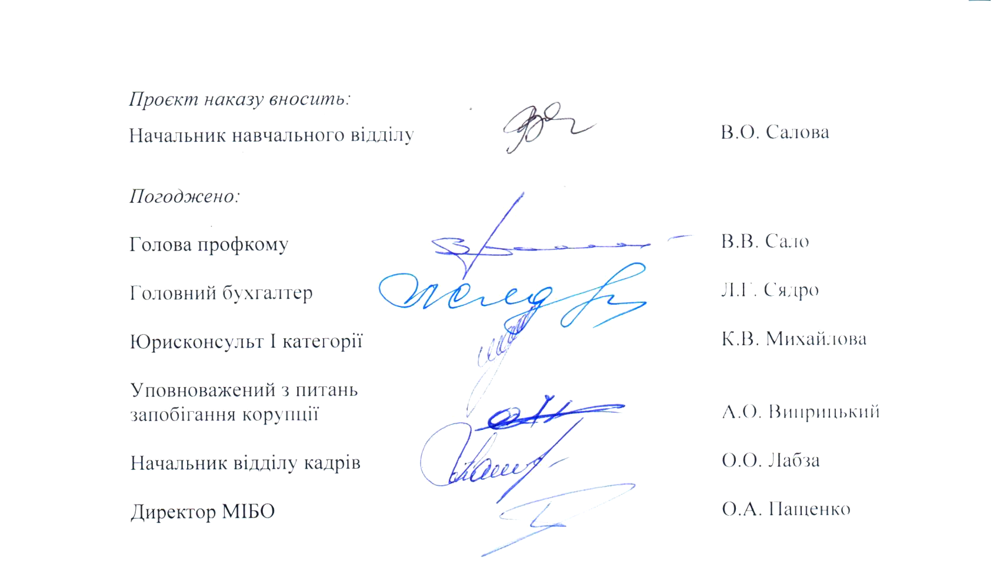 Проєкт наказу вносить:
Начальник навчального відділу В.О. Салова
Погоджено:
Голова профкому В.В. Сало
Головний бухгалтер Л.Г. Сядро
Юрисконсульт І категорії К.В. Михайлова
Уповноважений з питань
запобігання корупції А.О. Виприцький
Начальник відділу кадрів О.О. Лабза
Директор МІБО О.А. Пащенко